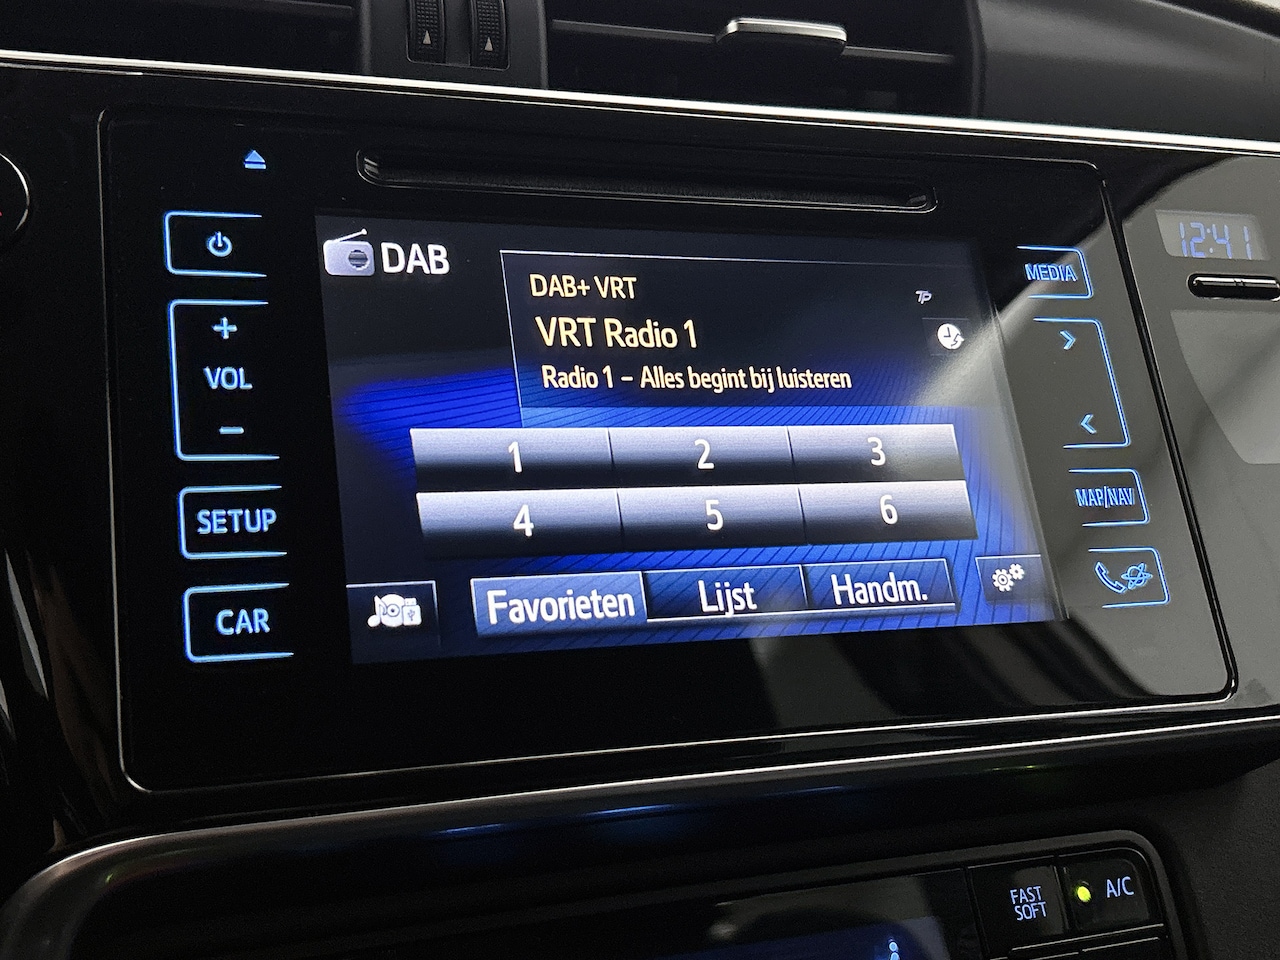 12:41
MEDIA
DAB
DAB+ VRT
TP
VRT Radio 1
Radio 1 – Alles begint bij luisteren
+
VOL
−
1 2 3
4 5 6
SETUP
MAP/NAV
Favorieten Lijst Handm.
CAR
FAST
SOFT
A/C